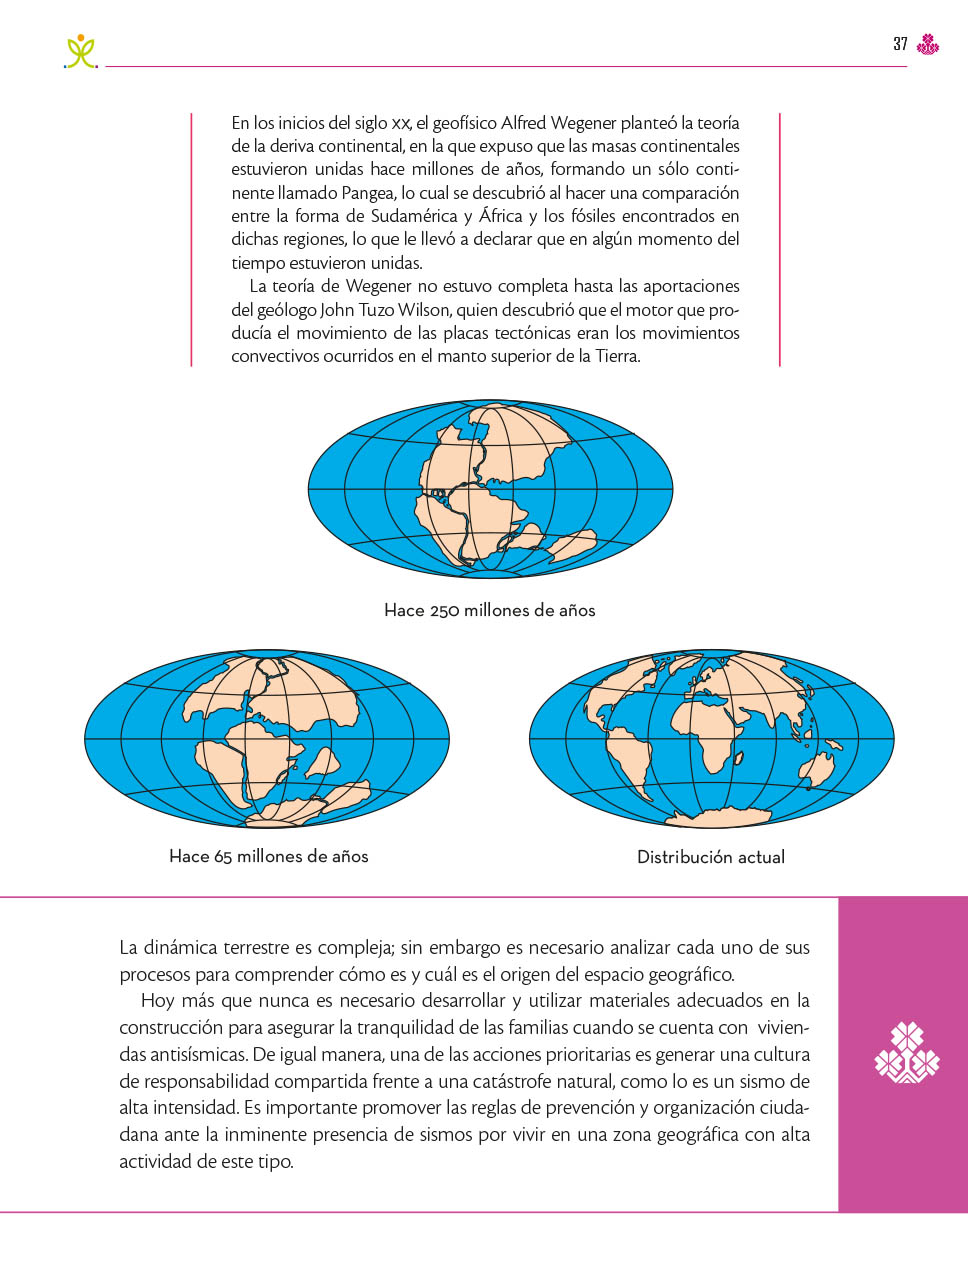 37
En los inicios del siglo xx, el geofísico Alfred Wegener planteó la teoría
de la deriva continental, en la que expuso que las masas continentales
estuvieron unidas hace millones de años, formando un sólo conti-
nente llamado Pangea, lo cual se descubrió al hacer una comparación
entre la forma de Sudamérica y África y los fósiles encontrados en
dichas regiones, lo que le llevó a declarar que en algún momento del
tiempo estuvieron unidas.
La teoría de Wegener no estuvo completa hasta las aportaciones
del geólogo John Tuzo Wilson, quien descubrió que el motor que pro-
ducía el movimiento de las placas tectónicas eran los movimientos
convectivos ocurridos en el manto superior de la Tierra.
Hace 250 millones de años
Hace 65 millones de años
Distribución actual
La dinámica terrestre es compleja; sin embargo es necesario analizar cada uno de sus
procesos para comprender cómo es y cuál es el origen del espacio geográfico.
Hoy más que nunca es necesario desarrollar y utilizar materiales adecuados en la
construcción para asegurar la tranquilidad de las familias cuando se cuenta con vivien-
das antisísmicas. De igual manera, una de las acciones prioritarias es generar una cultura
de responsabilidad compartida frente a una catástrofe natural, como lo es un sismo de
alta intensidad. Es importante promover las reglas de prevención y organización ciuda-
dana ante la inminente presencia de sismos por vivir en una zona geográfica con alta
actividad de este tipo.